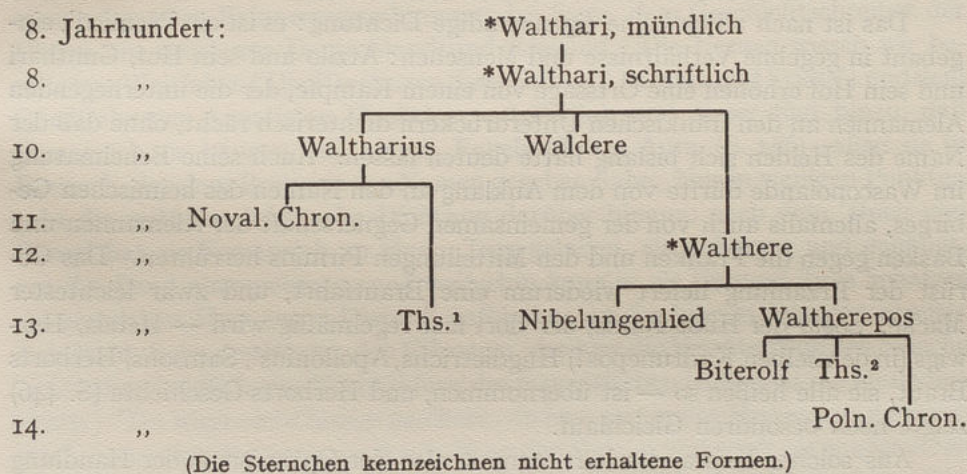 8. Jahrhundert: *Walthari, mündlich
8. „ *Walthari, schriftlich
10. „ Waltharius Waldere
11. „ Noval. Chron.
12. „ *Walthere
13. „ Ths.¹ Nibelungenlied Waltherepos
Biterolf Ths.²
14. „ Poln. Chron.
(Die Sternchen kennzeichnen nicht erhaltene Formen.)